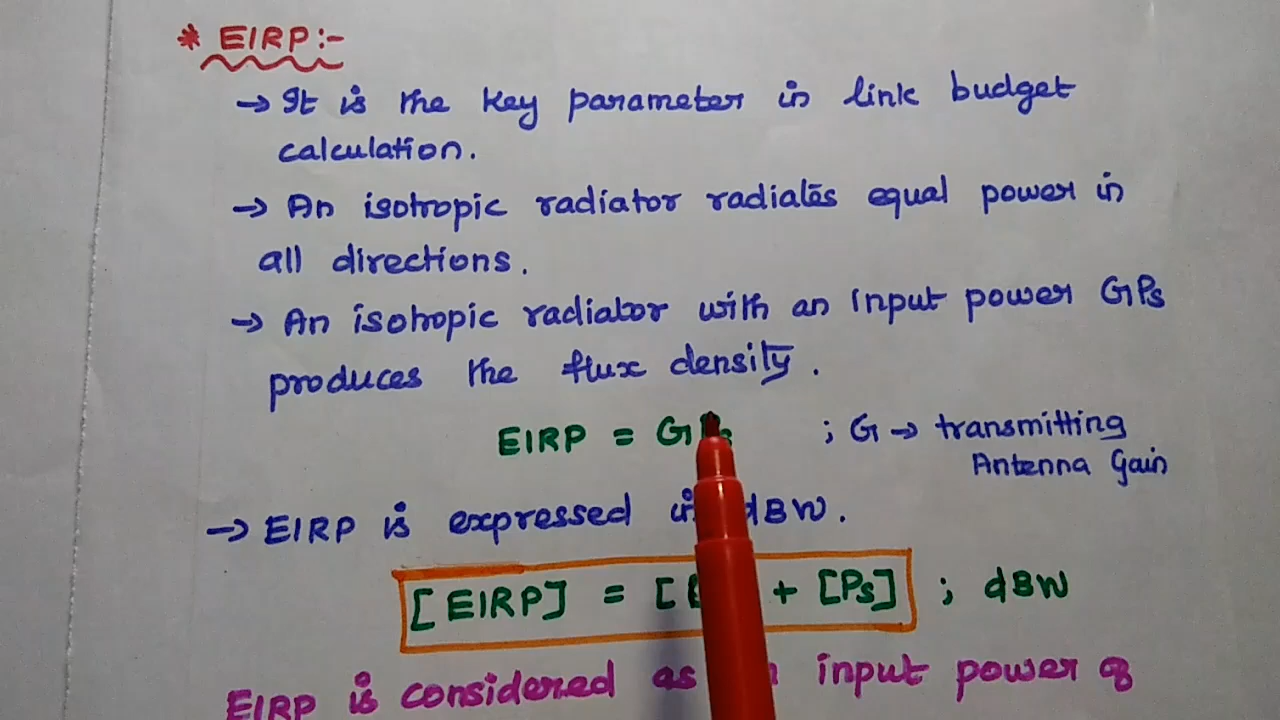 * EIRP:-
→ It is the key parameter in link budget
calculation.
→ An isotropic radiator radiates equal power in
all directions.
→ An isotropic radiator with an input power GPs
produces the flux density.
EIRP = GPs ; G → transmitting
Antenna Gain
→ EIRP is expressed in dBW.
[EIRP] = [ + [Ps] ; dBW
EIRP is considered as input power of